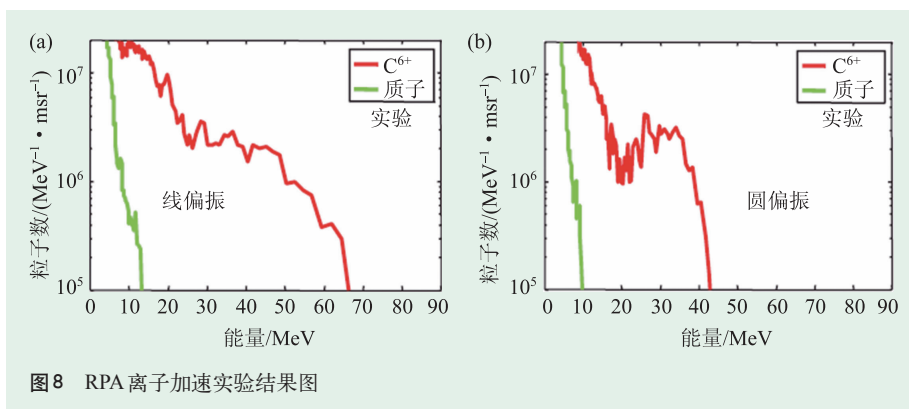 (a)
粒子数/(MeV⁻¹·msr⁻¹)
10⁷
10⁶
10⁵
C⁶⁺
质子
实验
线偏振
0 10 20 30 40 50 60 70 80 90
能量/MeV
(b)
粒子数/(MeV⁻¹·msr⁻¹)
10⁷
10⁶
10⁵
C⁶⁺
质子
实验
圆偏振
0 10 20 30 40 50 60 70 80 90
能量/MeV
图8 RPA离子加速实验结果图